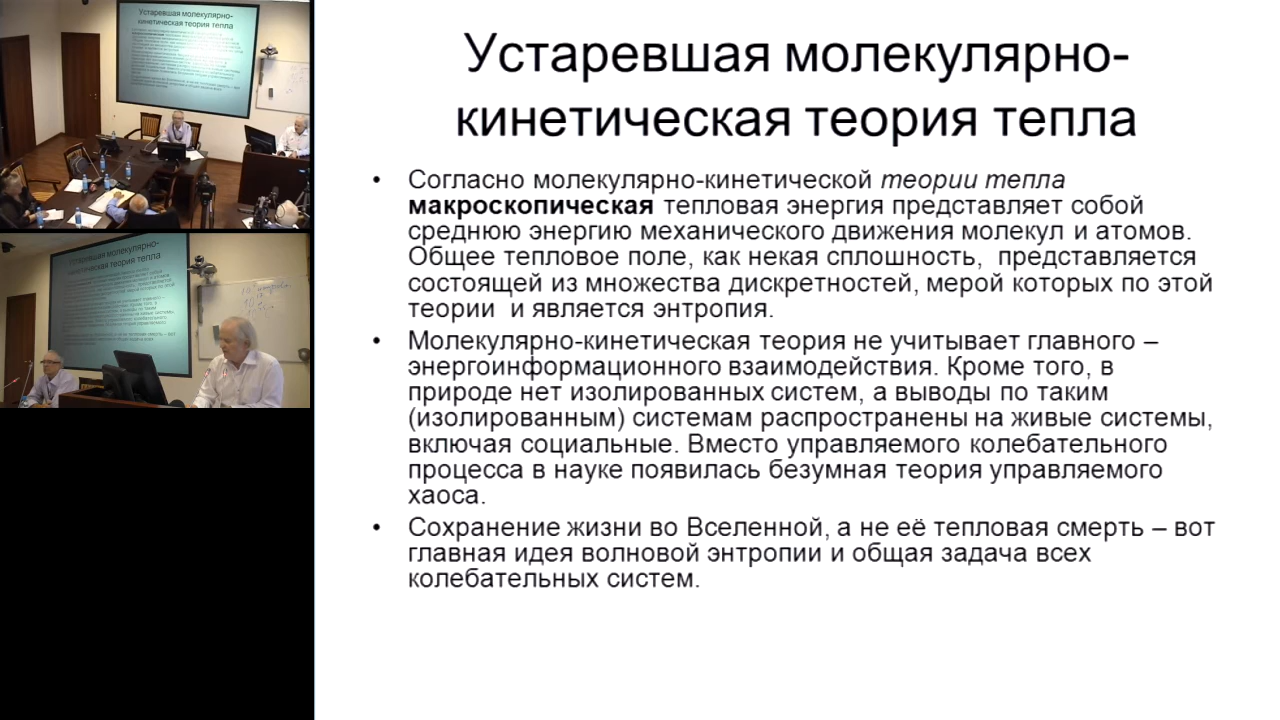 Устаревшая молекулярно-
кинетическая теория тепла
• Согласно молекулярно-кинетической теории тепла
макроскопическая тепловая энергия представляет собой
среднюю энергию механического движения молекул и атомов.
Общее тепловое поле, как некая сплошность, представляется
состоящей из множества дискретностей, мерой которых по этой
теории и является энтропия.
• Молекулярно-кинетическая теория не учитывает главного –
энергоинформационного взаимодействия. Кроме того, в
природе нет изолированных систем, а выводы по таким
(изолированным) системам распространены на живые системы,
включая социальные. Вместо управляемого колебательного
процесса в науке появилась безумная теория управляемого
хаоса.
• Сохранение жизни во Вселенной, а не её тепловая смерть – вот
главная идея волновой энтропии и общая задача всех
колебательных систем.
Устаревшая молекулярно-
кинетическая теория тепла
Устаревшая молекулярно-
кинетическая теория тепла